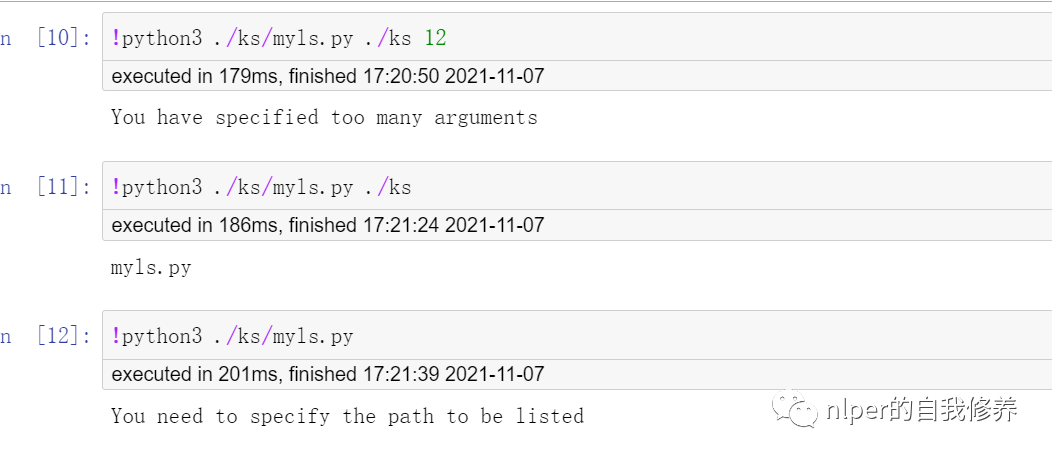 n [10]: !python3 ./ks/myls.py ./ks 12
executed in 179ms, finished 17:20:50 2021-11-07
You have specified too many arguments
n [11]: !python3 ./ks/myls.py ./ks
executed in 186ms, finished 17:21:24 2021-11-07
myls.py
n [12]: !python3 ./ks/myls.py
executed in 201ms, finished 17:21:39 2021-11-07
You need to specify the path to be listed
nlper的自我修养